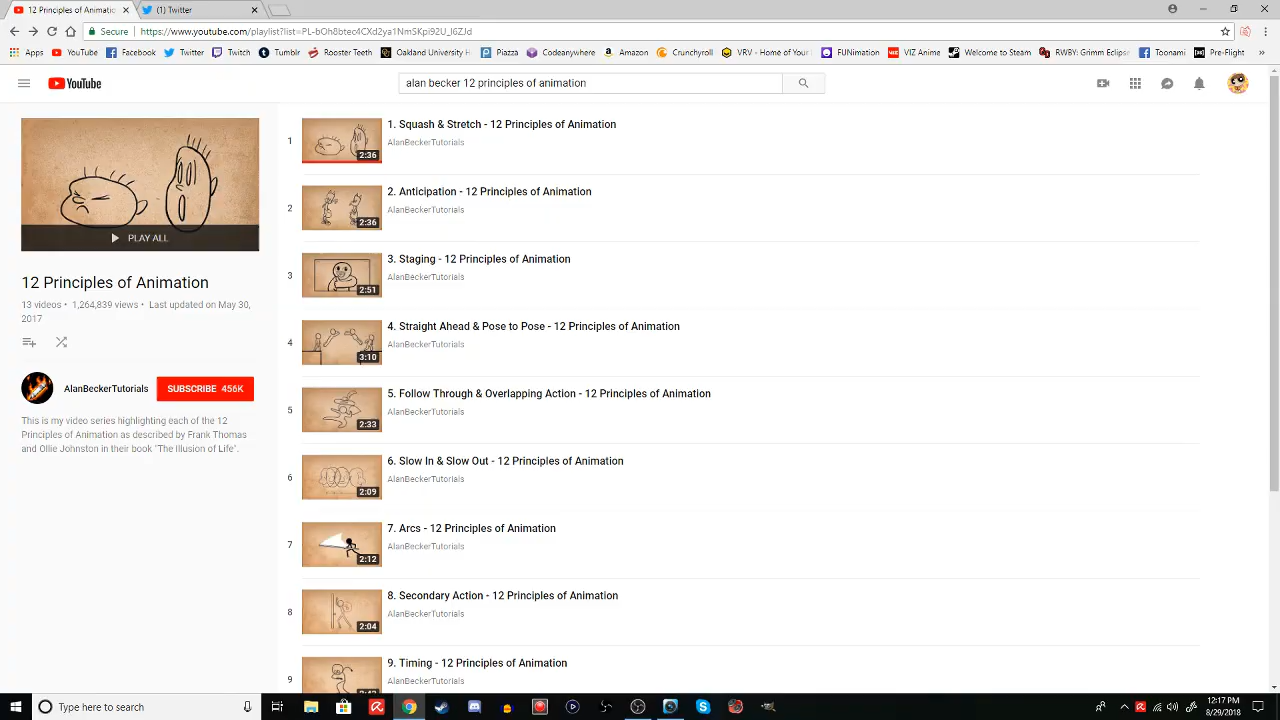 12 Principles of Animatio
(1) Twitter
Secure
https://www.youtube.com/playlist?list=PL-bOh8btec4CXd2ya1NmSKpi92U_l6ZJd
Apps
YouTube
Facebook
Twitter
Twitch
Tumblr
Rooster Teeth
Oakland University H
Piazza
Codeanywhere
Amazon
Crunchyroll
VRV - Home of Your
FUNimation
VIZ Anime
Welcome to Steam
RWBY: Grimm Eclipse
Toonami
Pre-Flight
YouTube
alan becker 12 principles of animation
PLAY ALL
12 Principles of Animation
13 videos • 1,264,839 views • Last updated on May 30,
2017
AlanBeckerTutorials
SUBSCRIBE 456K
This is my video series highlighting each of the 12
Principles of Animation as described by Frank Thomas
and Ollie Johnston in their book "The Illusion of Life".
1
2:36
1. Squash & Stretch - 12 Principles of Animation
AlanBeckerTutorials
2
2:36
2. Anticipation - 12 Principles of Animation
AlanBeckerTutorials
3
2:51
3. Staging - 12 Principles of Animation
AlanBeckerTutorials
4
3:10
4. Straight Ahead & Pose to Pose - 12 Principles of Animation
AlanBeckerTutorials
5
2:33
5. Follow Through & Overlapping Action - 12 Principles of Animation
AlanBeckerTutorials
6
2:09
6. Slow In & Slow Out - 12 Principles of Animation
AlanBeckerTutorials
7
2:12
7. Arcs - 12 Principles of Animation
AlanBeckerTutorials
8
2:04
8. Secondary Action - 12 Principles of Animation
AlanBeckerTutorials
9
9. Timing - 12 Principles of Animation
AlanBeckerTutorials
Type here to search
12:17 PM
8/29/2018